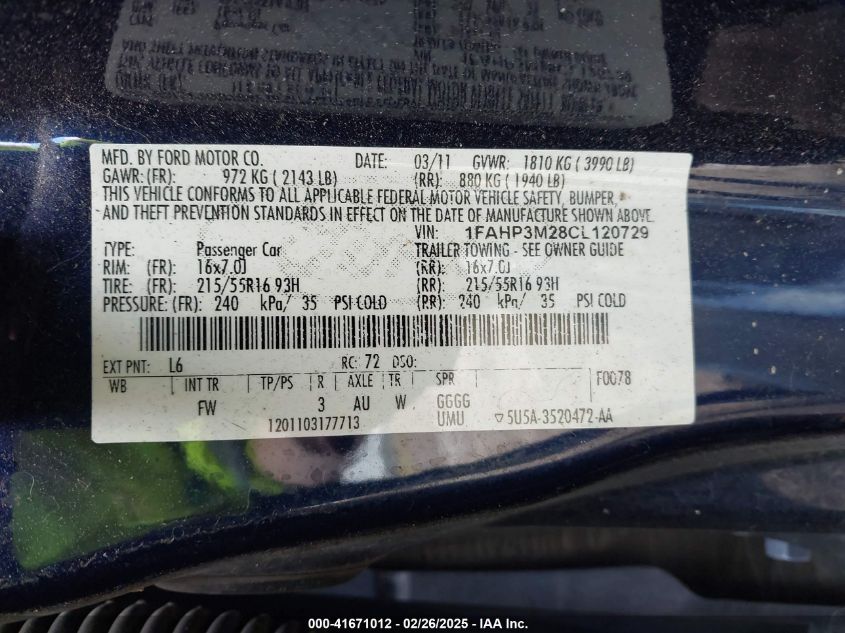 MFD. BY FORD MOTOR CO. DATE: 03/11 GVWR: 1810 KG ( 3990 LB)
GAWR: (FR): 972 KG ( 2143 LB) (RR): 880 KG ( 1940 LB)
THIS VEHICLE CONFORMS TO ALL APPLICABLE FEDERAL MOTOR VEHICLE SAFETY, BUMPER,
AND THEFT PREVENTION STANDARDS IN EFFECT ON THE DATE OF MANUFACTURE SHOWN ABOVE.
VIN: 1FAHP3M28CL120729
TYPE: Passenger Car TRAILER TOWING - SEE OWNER GUIDE
RIM: (FR): 16x7.0J (RR): 16x7.0J
TIRE: (FR): 215/55R16 93H (RR): 215/55R16 93H
PRESSURE: (FR): 240 kPa/ 35 PSI COLD (RR): 240 kPa/ 35 PSI COLD
EXT PNT: L6 RC: 72 DSO:
WB INT TR TP/PS R AXLE TR SPR F0078
FW 3 AU W GGGG
1201103177713 UMU ▽5U5A-3520472-AA
000-41671012 - 02/26/2025 - IAA Inc.